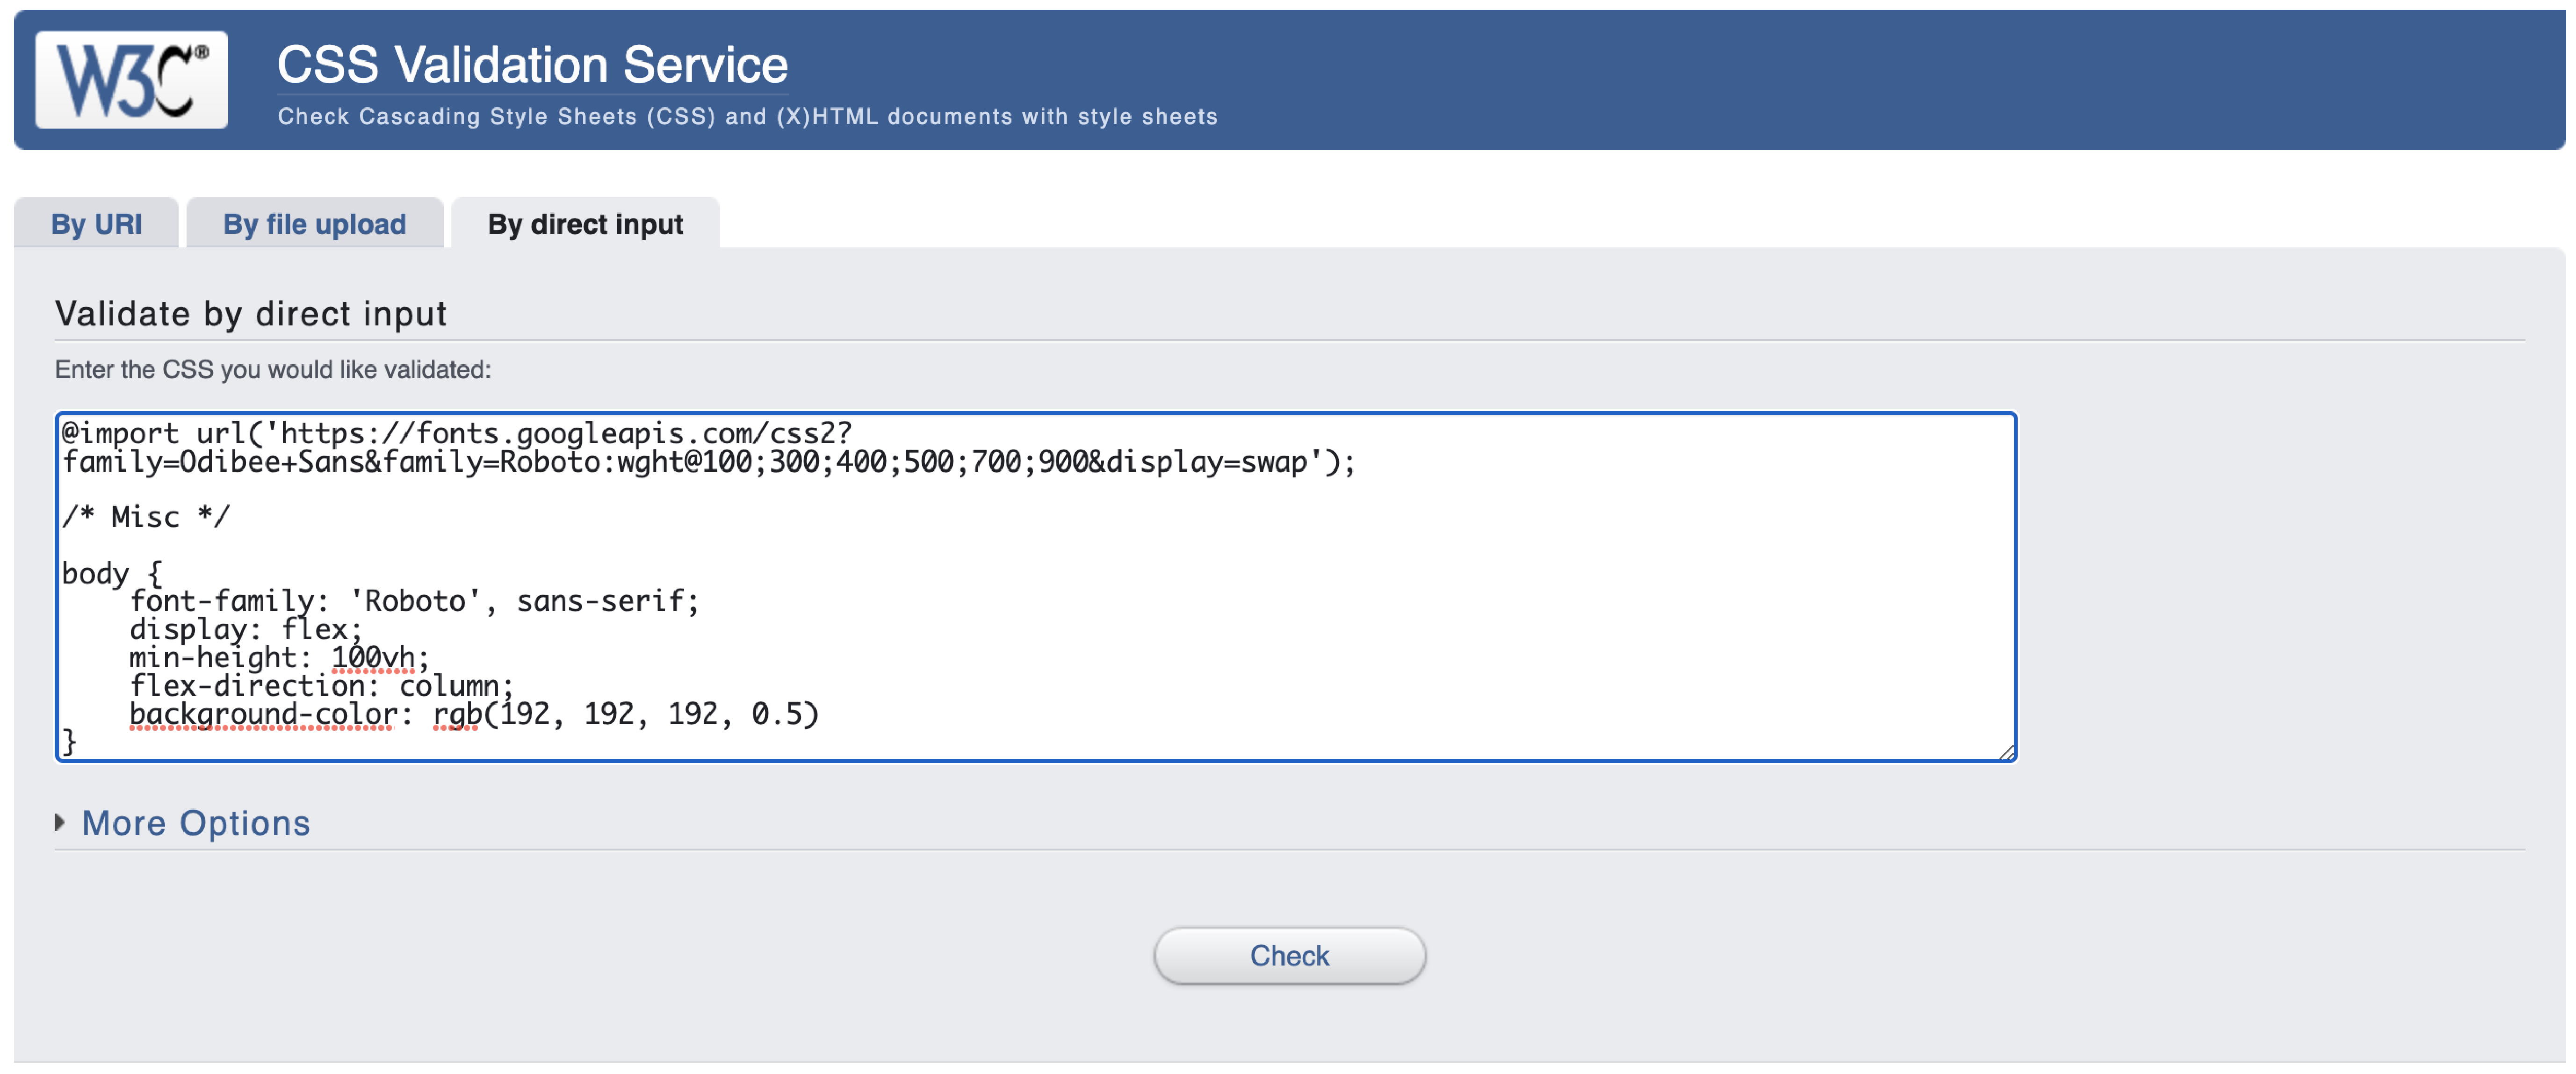 W3C®
CSS Validation Service
Check Cascading Style Sheets (CSS) and (X)HTML documents with style sheets
By URI
By file upload
By direct input
Validate by direct input
Enter the CSS you would like validated:
@import url('https://fonts.googleapis.com/css2?
family=Odibee+Sans&family=Roboto:wght@100;300;400;500;700;900&display=swap');
/* Misc */
body {
    font-family: 'Roboto', sans-serif;
    display: flex;
    min-height: 100vh;
    flex-direction: column;
    background-color: rgb(192, 192, 192, 0.5)
}
More Options
Check